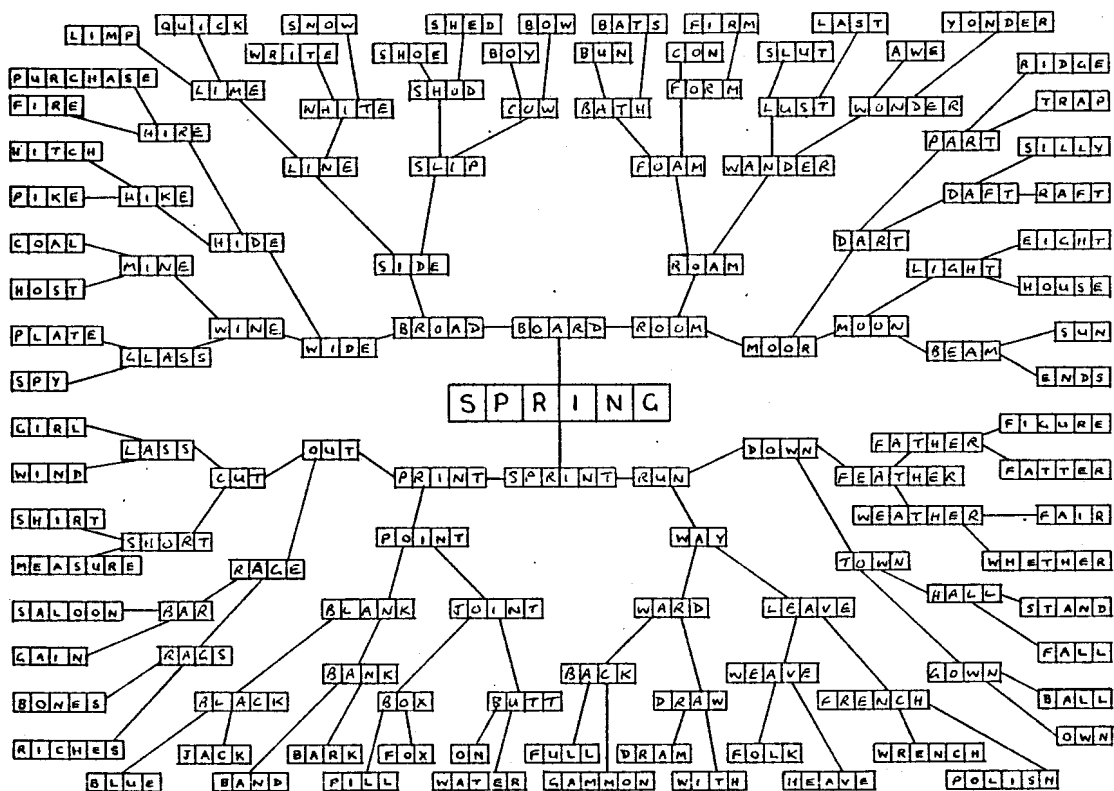 QUICK SNOW SHED BOW BATS FIRM LAST YONDER
LIMP WRITE SHOE BOY BUN CON SLUT AWE
PURCHASE LIME SHOD FORM RIDGE
FIRE NHITE COW BATH LUST WONDER TRAP
HIRE PART
HITCH LINE SLIP FOAM WANDER SILLY
PIKE HIKE DAFT RAFT
COAL HIDE DART EIGHT
MINE SIDE ROAM LIGHT
HOST HOUSE
PLATE WINE BROAD BOARD ROOM MOON SUN
GLASS WIDE MOOR BEAM
SPY ENDS
SPRING
GIRL FIGURE
LASS OUT DOWN FATHER
WIND CUT PRINT SPRINT RUN FEATHER FATTER
SHIRT WEATHER FAIR
SHORT POINT WAY
MEASURE RAGE TOWN WHETHER
SALOON BAR BLANK JOINT WARD LEAVE HALL STAND
GAIN RAGS FALL
BONES BANK BACK WEAVE GOWN
BLACK BOX BUTT DRAW FRENCH BALL
RICHES JACK BARK FOX ON FULL DRAM FOLK WRENCH OWN
BLUE BAND PILL WATER GAMMON WITH HEAVE POLISH